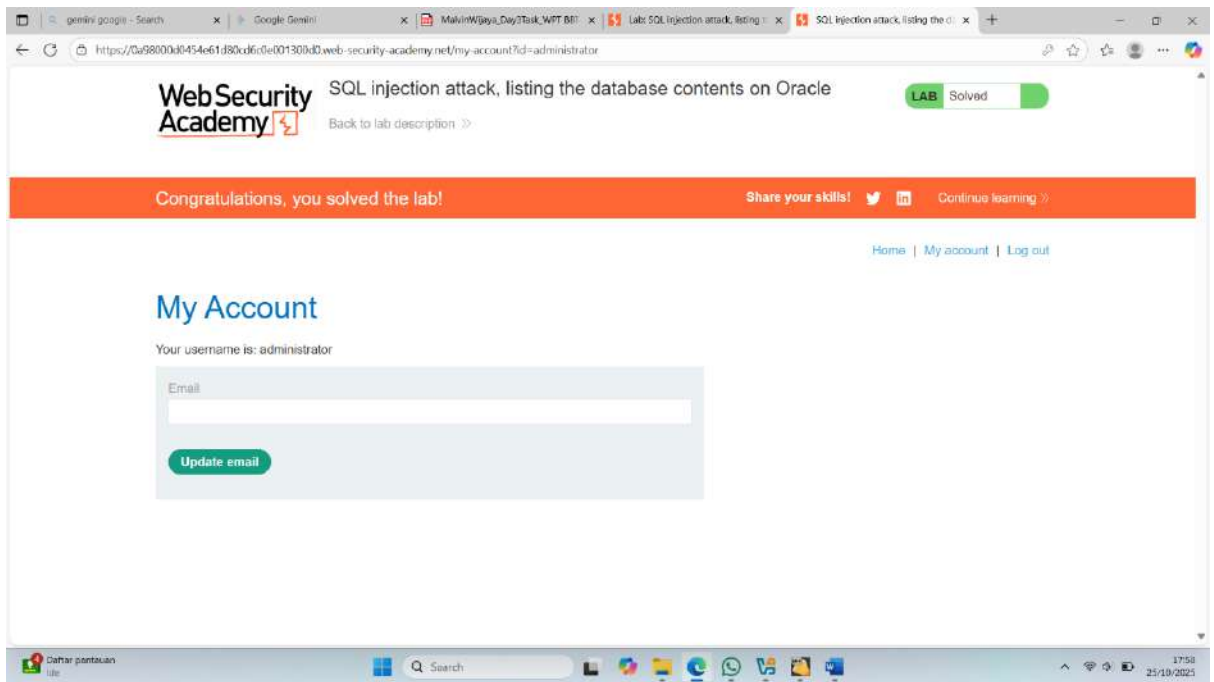 gemini google - Search
Google Gemini
MalvinWijaya_Day3Task_WPT BBT
Lab: SQL injection attack, listing
SQL injection attack, listing the d
web-security-academy.net/my-account?id=administrator
WebSecurity
Academy
SQL injection attack, listing the database contents on Oracle
Back to lab description
LAB Solved
Congratulations, you solved the lab!
Share your skills!
Continue learning
Home | My account | Log out
My Account
Your username is: administrator
Email
Update email
Daftar pantauan
Search
17:58
25/10/2025